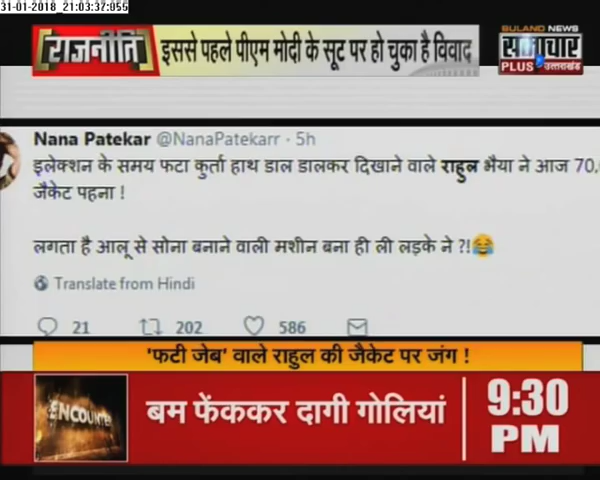 31-01-2018 21:03:37:055
राजनीति
इससे पहले पीएम मोदी के सूट पर हो चुका है विवाद
BULAND NEWS
समाचार
PLUS उत्तराखंड
Nana Patekar @NanaPatekarr · 5h
इलेक्शन के समय फटा कुर्ता हाथ डाल डालकर दिखाने वाले राहुल भैया ने आज 70,
जैकेट पहना !
लगता है आलू से सोना बनाने वाली मशीन बना ही ली लड़के ने ?!😂
Translate from Hindi
21 202 586
'फटी जेब' वाले राहुल की जैकेट पर जंग !
ENCOUNTER
बम फेंककर दागी गोलियां
9:30
PM